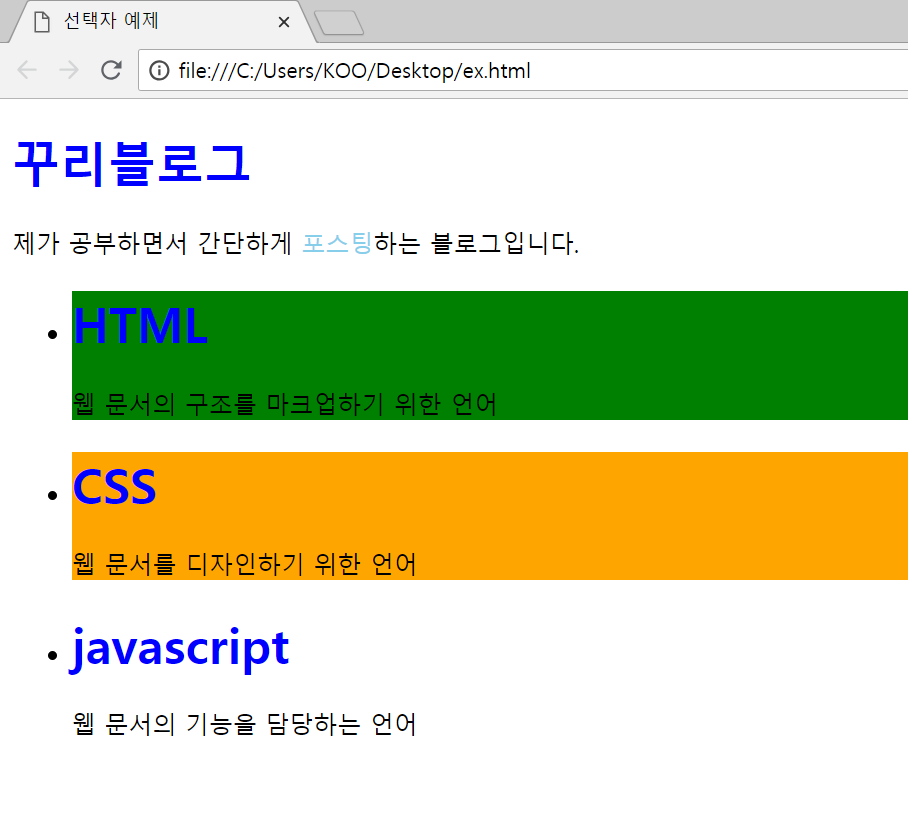 선택자 예제
file:///C:/Users/KOO/Desktop/ex.html
꾸리블로그
제가 공부하면서 간단하게 포스팅하는 블로그입니다.
HTML
웹 문서의 구조를 마크업하기 위한 언어
CSS
웹 문서를 디자인하기 위한 언어
javascript
웹 문서의 기능을 담당하는 언어